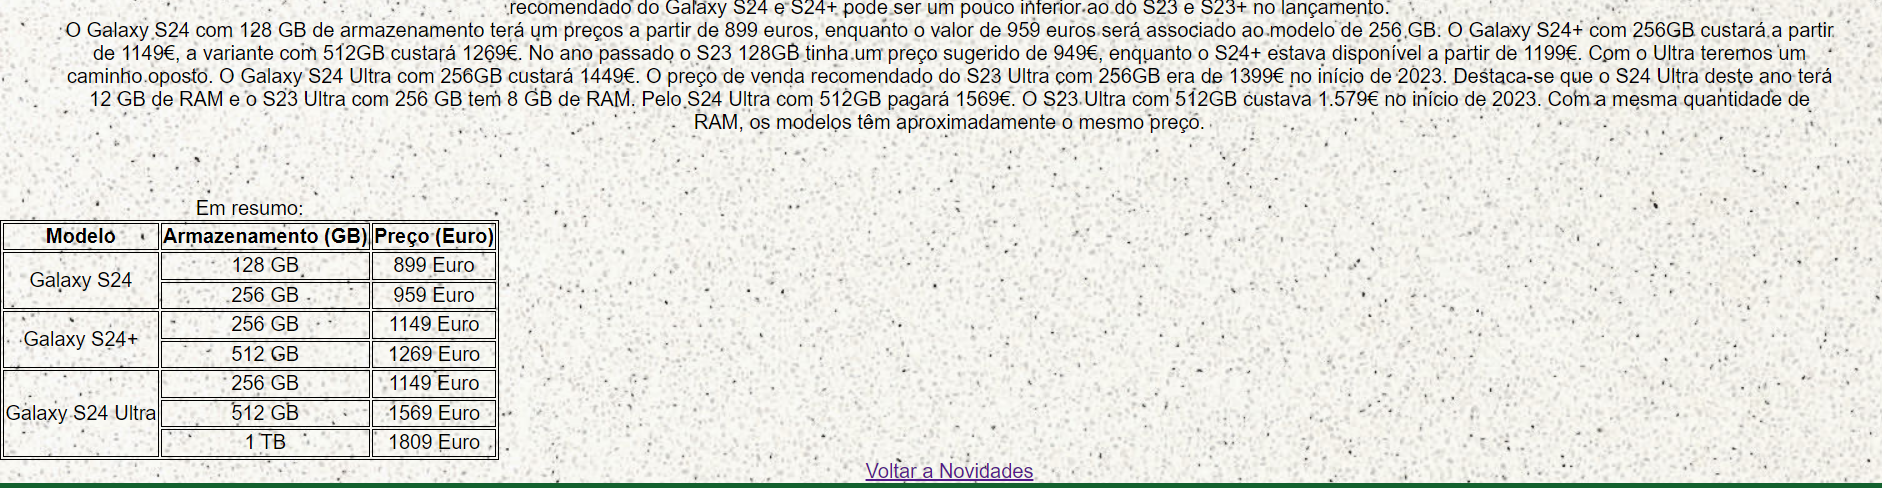 recomendado do Galaxy S24 e S24+ pode ser um pouco inferior ao do S23 e S23+ no lançamento.
O Galaxy S24 com 128 GB de armazenamento terá um preços a partir de 899 euros, enquanto o valor de 959 euros será associado ao modelo de 256 GB. O Galaxy S24+ com 256GB custará a partir
de 1149€, a variante com 512GB custará 1269€. No ano passado o S23 128GB tinha um preço sugerido de 949€, enquanto o S24+ estava disponível a partir de 1199€. Com o Ultra teremos um
caminho oposto. O Galaxy S24 Ultra com 256GB custará 1449€. O preço de venda recomendado do S23 Ultra com 256GB era de 1399€ no início de 2023. Destaca-se que o S24 Ultra deste ano terá
12 GB de RAM e o S23 Ultra com 256 GB tem 8 GB de RAM. Pelo S24 Ultra com 512GB pagará 1569€. O S23 Ultra com 512GB custava 1.579€ no início de 2023. Com a mesma quantidade de
RAM, os modelos têm aproximadamente o mesmo preço.
Em resumo:
Modelo Armazenamento (GB) Preço (Euro)
Galaxy S24 128 GB 899 Euro
256 GB 959 Euro
Galaxy S24+ 256 GB 1149 Euro
512 GB 1269 Euro
Galaxy S24 Ultra 256 GB 1149 Euro
512 GB 1569 Euro
1 TB 1809 Euro
Voltar a Novidades